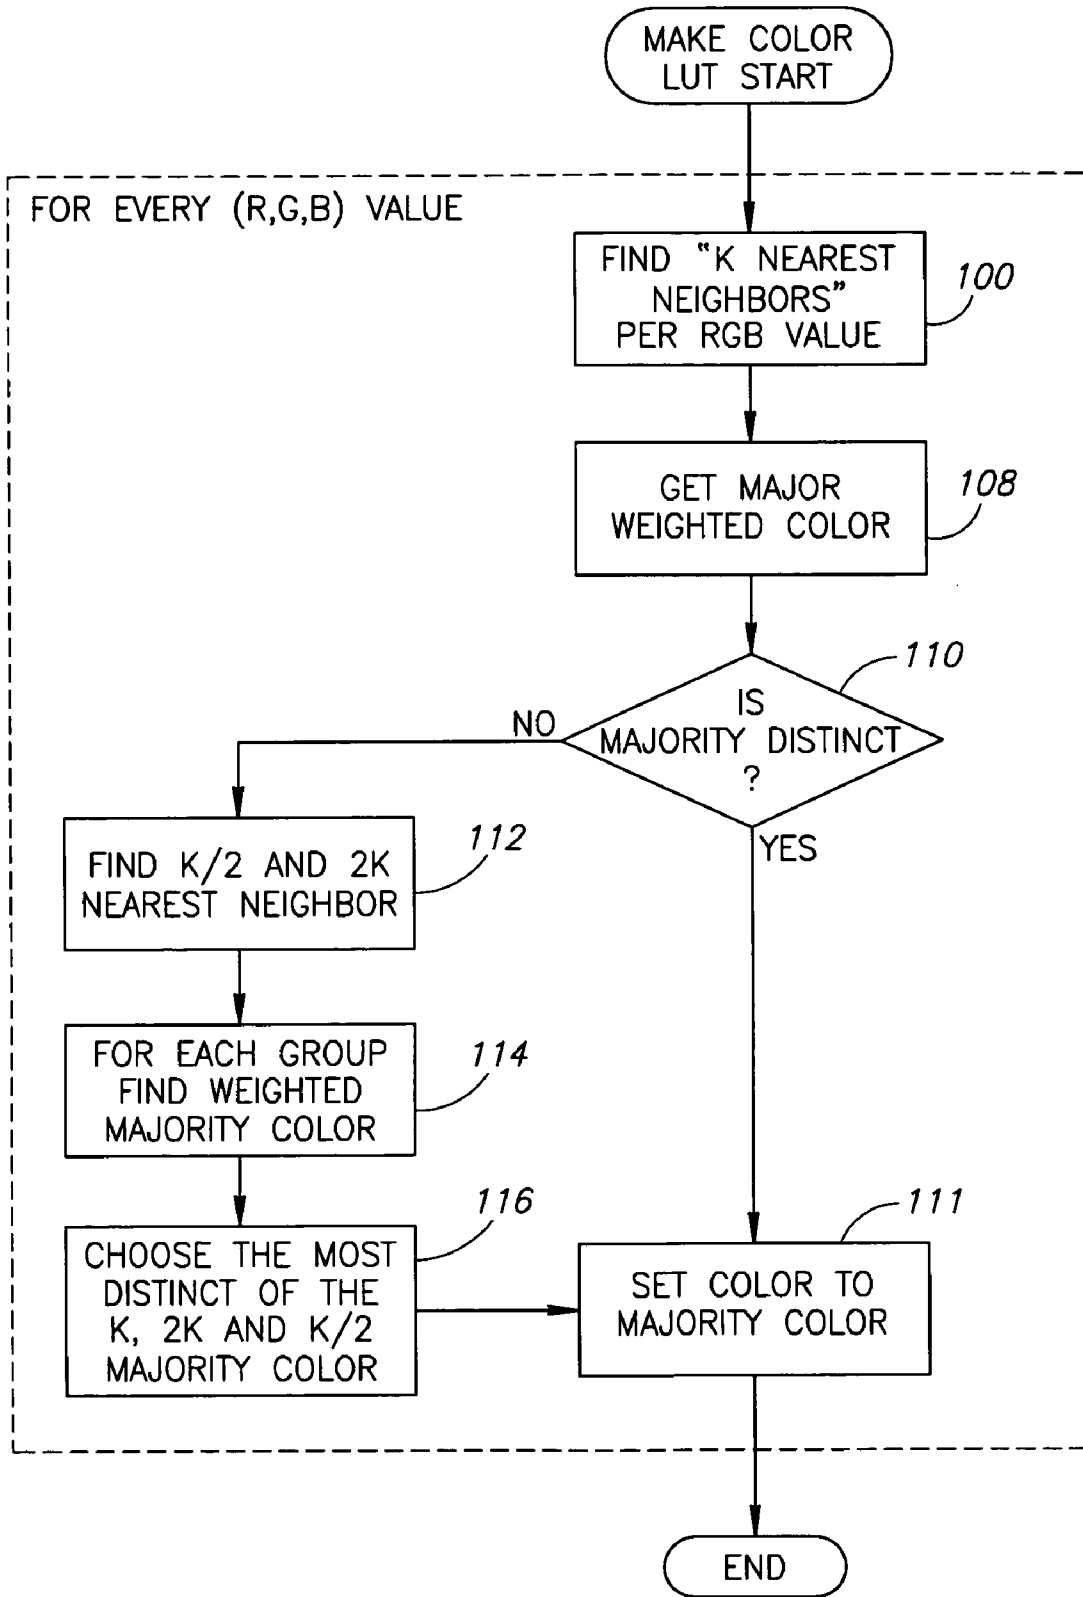 MAKE COLOR
LUT START
FOR EVERY (R,G,B) VALUE
FIND "K NEAREST
NEIGHBORS"
PER RGB VALUE
100
GET MAJOR
WEIGHTED COLOR
108
IS
MAJORITY DISTINCT
?
110
NO
YES
FIND K/2 AND 2K
NEAREST NEIGHBOR
112
FOR EACH GROUP
FIND WEIGHTED
MAJORITY COLOR
114
CHOOSE THE MOST
DISTINCT OF THE
K, 2K AND K/2
MAJORITY COLOR
116
SET COLOR TO
MAJORITY COLOR
111
END